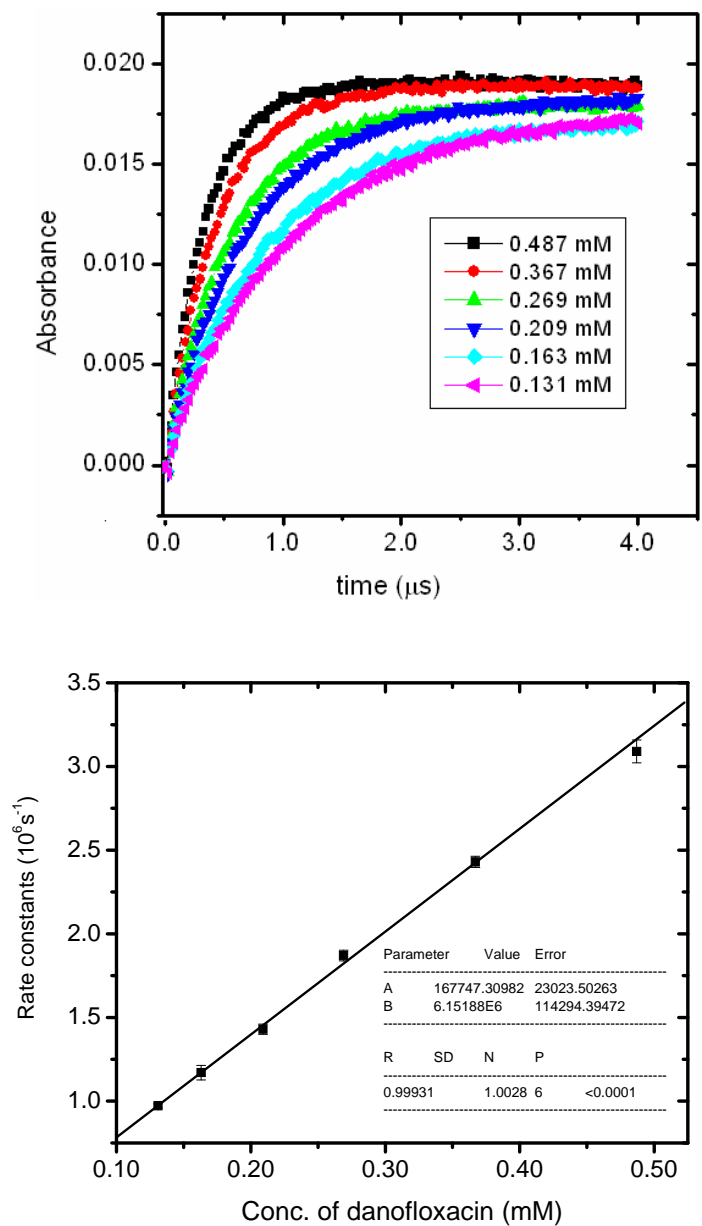 0.020
0.015
0.010
0.005
0.000
Absorbance
0.487 mM
0.367 mM
0.269 mM
0.209 mM
0.163 mM
0.131 mM
0.0 1.0 2.0 3.0 4.0
time (μs)
3.5
3.0
2.5
2.0
1.5
1.0
Rate constants (10⁶s⁻¹)
Parameter Value Error
A 167747.30982 23023.50263
B 6.15188E6 114294.39472
R SD N P
0.99931 1.0028 6 <0.0001
0.10 0.20 0.30 0.40 0.50
Conc. of danofloxacin (mM)